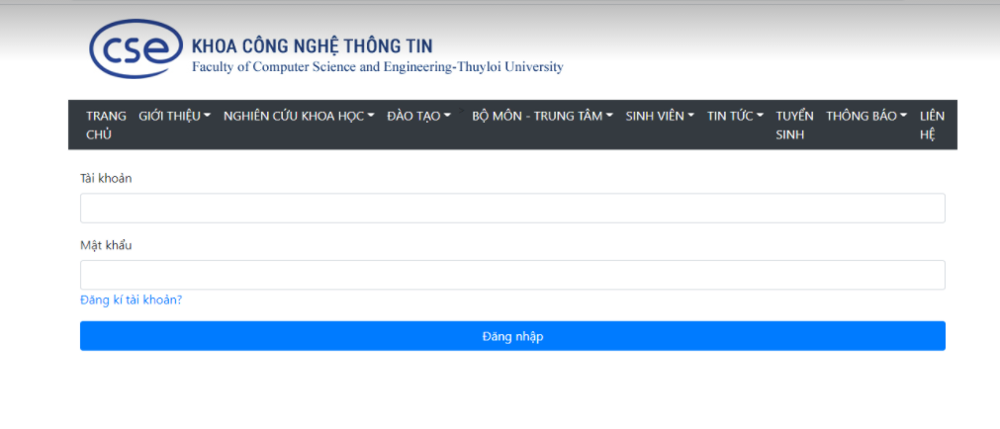 cse KHOA CÔNG NGHỆ THÔNG TIN
Faculty of Computer Science and Engineering-Thuyloi University
TRANG CHỦ GIỚI THIỆU NGHIÊN CỨU KHOA HỌC ĐÀO TẠO BỘ MÔN - TRUNG TÂM SINH VIÊN TIN TỨC TUYỂN SINH THÔNG BÁO LIÊN HỆ
Tài khoản
Mật khẩu
Đăng kí tài khoản?
Đăng nhập